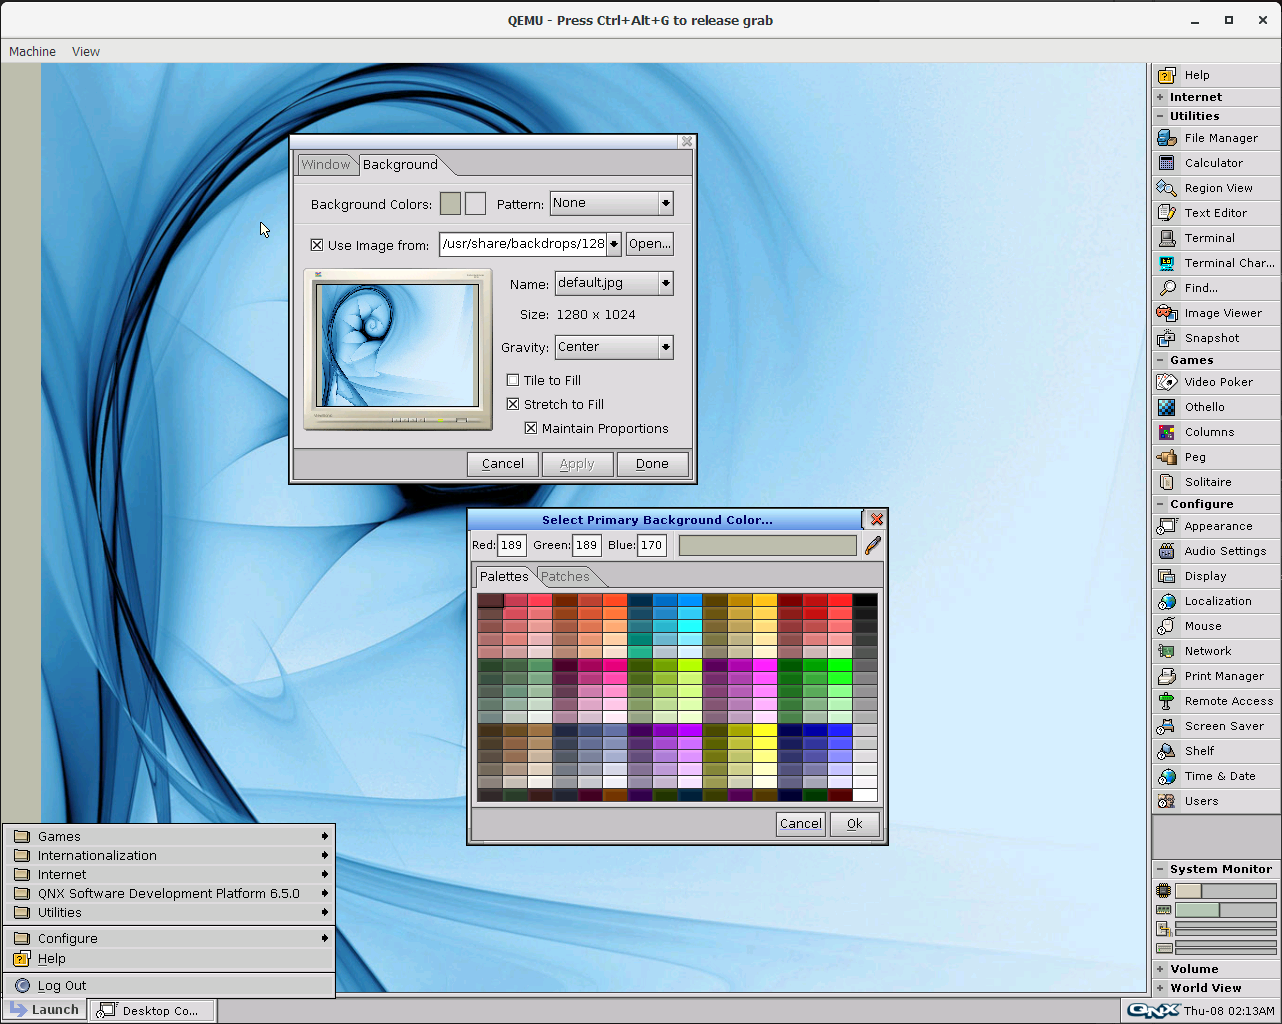 QEMU - Press Ctrl+Alt+G to release grab
Machine View
Help
Internet
Utilities
File Manager
Calculator
Region View
Text Editor
Terminal
Terminal Char...
Find...
Image Viewer
Snapshot
Games
Video Poker
Othello
Columns
Peg
Solitaire
Configure
Appearance
Audio Settings
Display
Localization
Mouse
Network
Print Manager
Remote Access
Screen Saver
Shelf
Time & Date
Users
System Monitor
Volume
World View
Window Background
Background Colors: Pattern: None
Use Image from: /usr/share/backdrops/128 Open...
Name: default.jpg
Size: 1280 x 1024
Gravity: Center
Tile to Fill
Stretch to Fill
Maintain Proportions
Cancel Apply Done
Select Primary Background Color...
Red: 189 Green: 189 Blue: 170
Palettes Patches
Cancel Ok
Games
Internationalization
Internet
QNX Software Development Platform 6.5.0
Utilities
Configure
Help
Log Out
Launch Desktop Co... QNX Thu-08 02:13AM